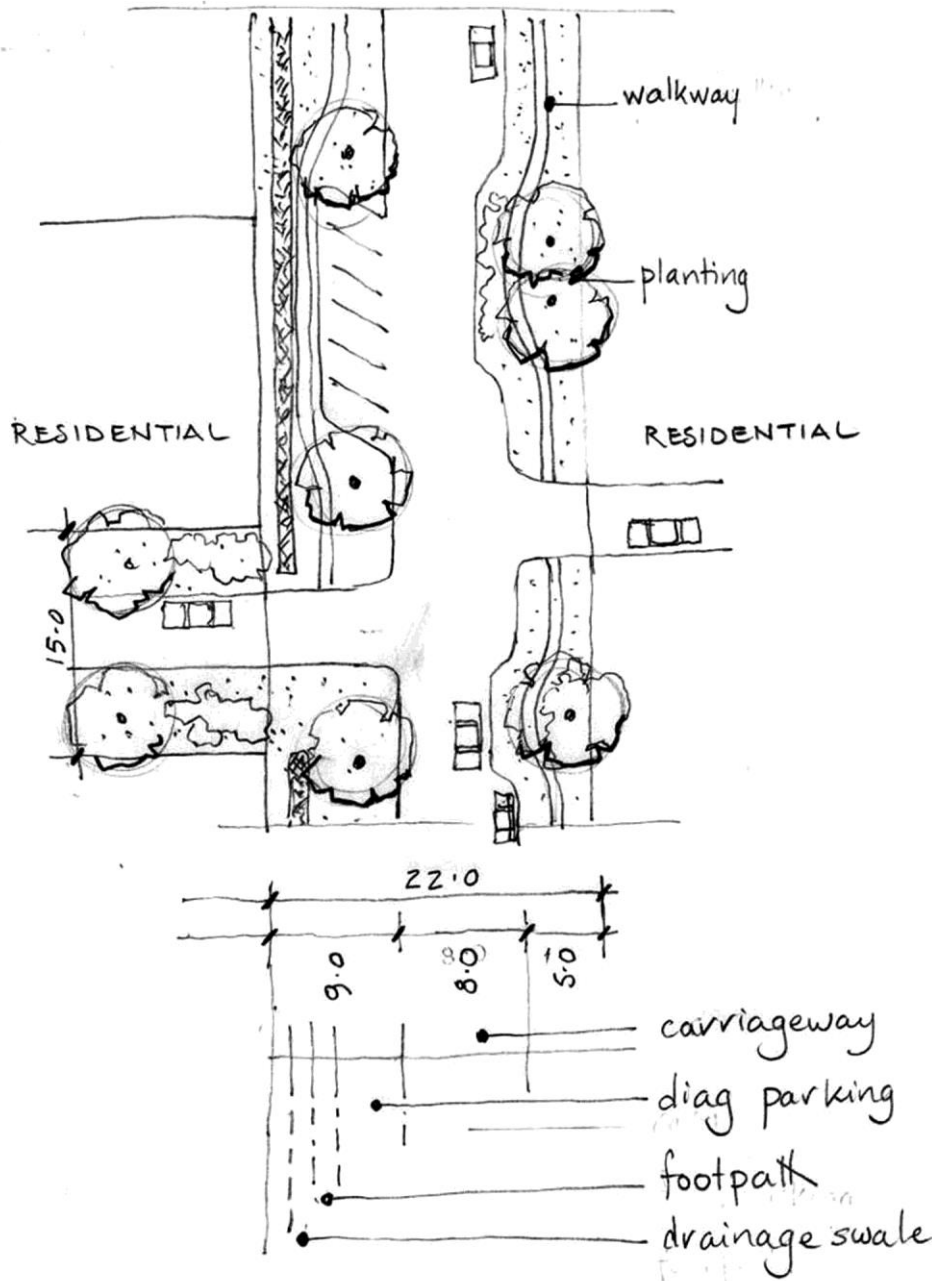 walkway
planting
RESIDENTIAL
RESIDENTIAL
15.0
22.0
9.0
8.0
5.0
carriageway
diag parking
footpath
drainage swale